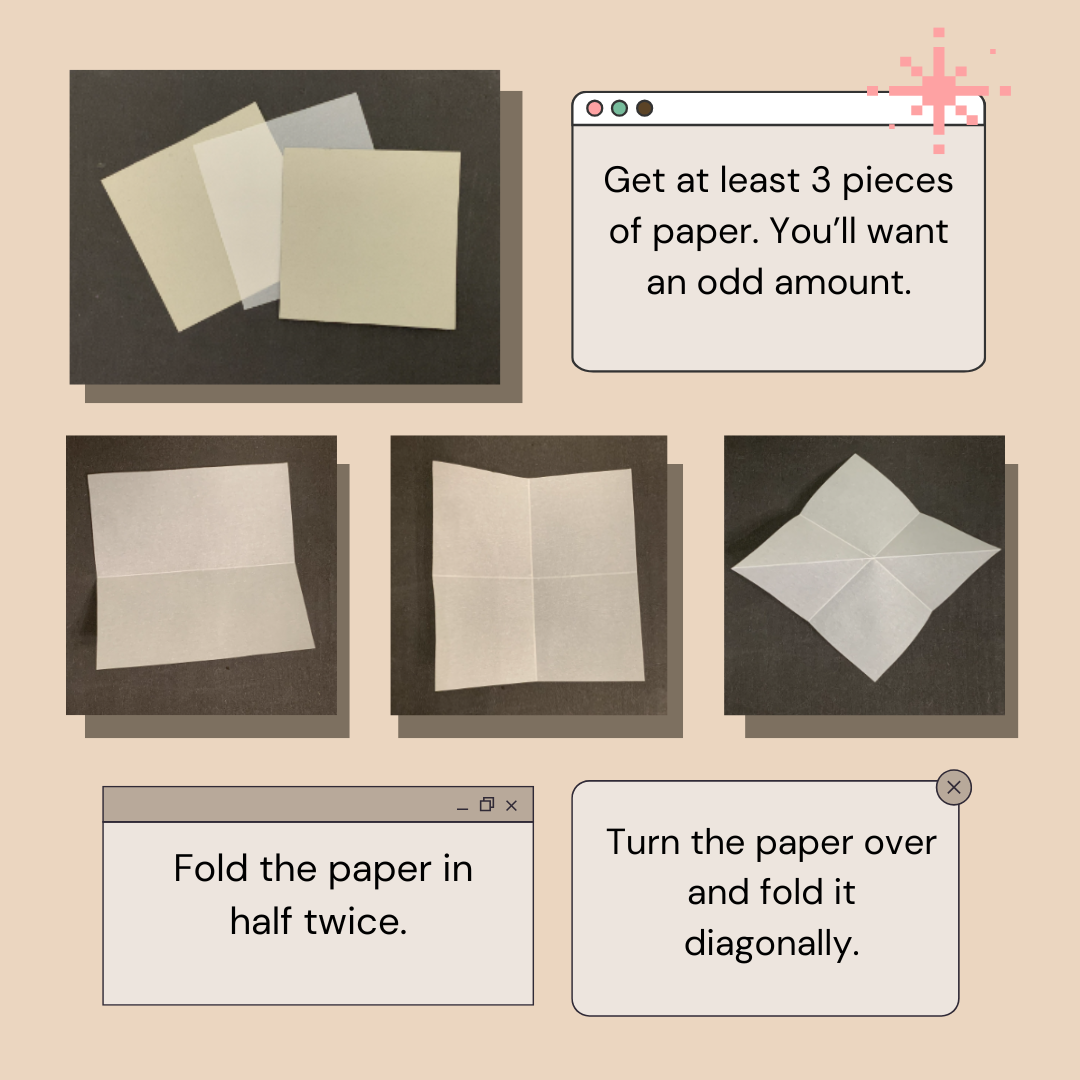 Get at least 3 pieces
of paper. You’ll want
an odd amount.
Fold the paper in
half twice.
Turn the paper over
and fold it
diagonally.